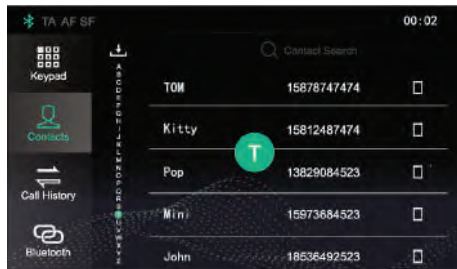 TA AF SF
00:02
Keypad
Contacts
Call History
Bluetooth
A
B
C
D
E
F
G
H
I
J
K
L
M
N
O
P
Q
R
S
U
V
W
X
Y
Z
Contact Search
TOM 15878747474
Kitty 15812487474
T
Pop 13829084523
Mini 15973684523
John 18536492523